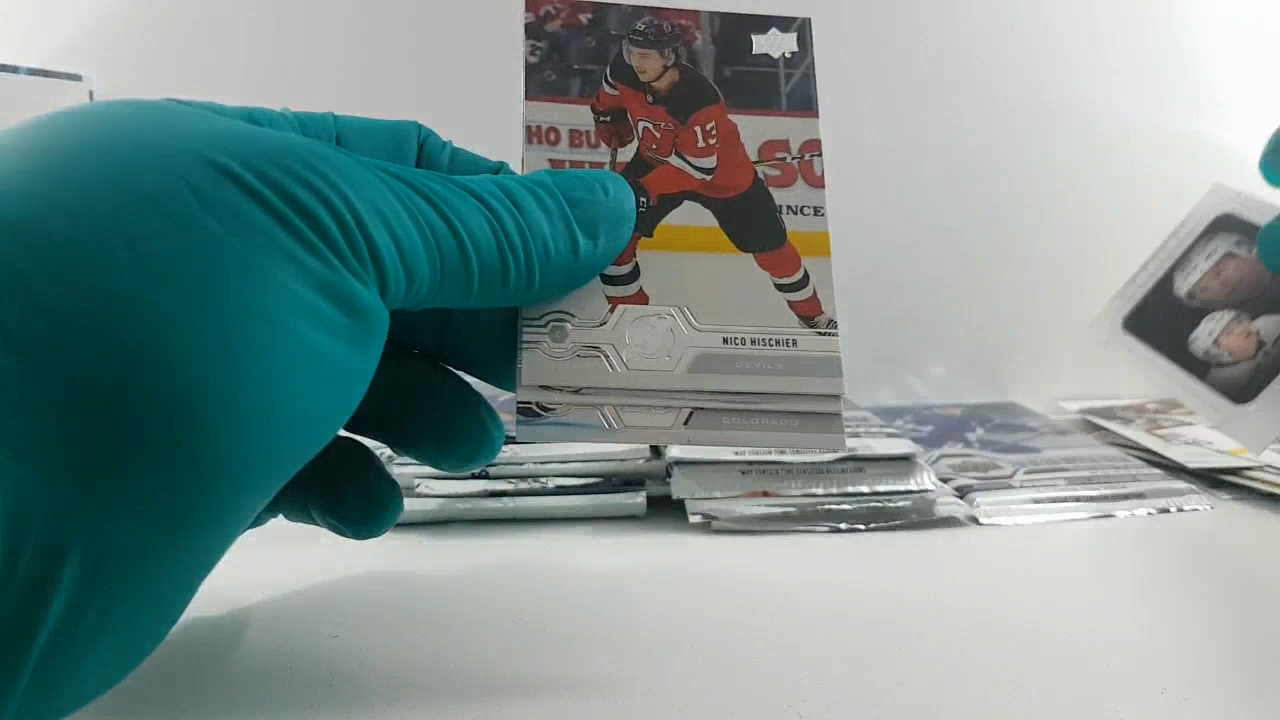 HO BU
13
SO
INCE
NICO HISCHIER
DEVILS
COLORADO
*MAY CONTAIN TIME SENSITIVE REDEMPTIONS
*MAY CONTAIN TIME SENSITIVE REDEMPTIONS